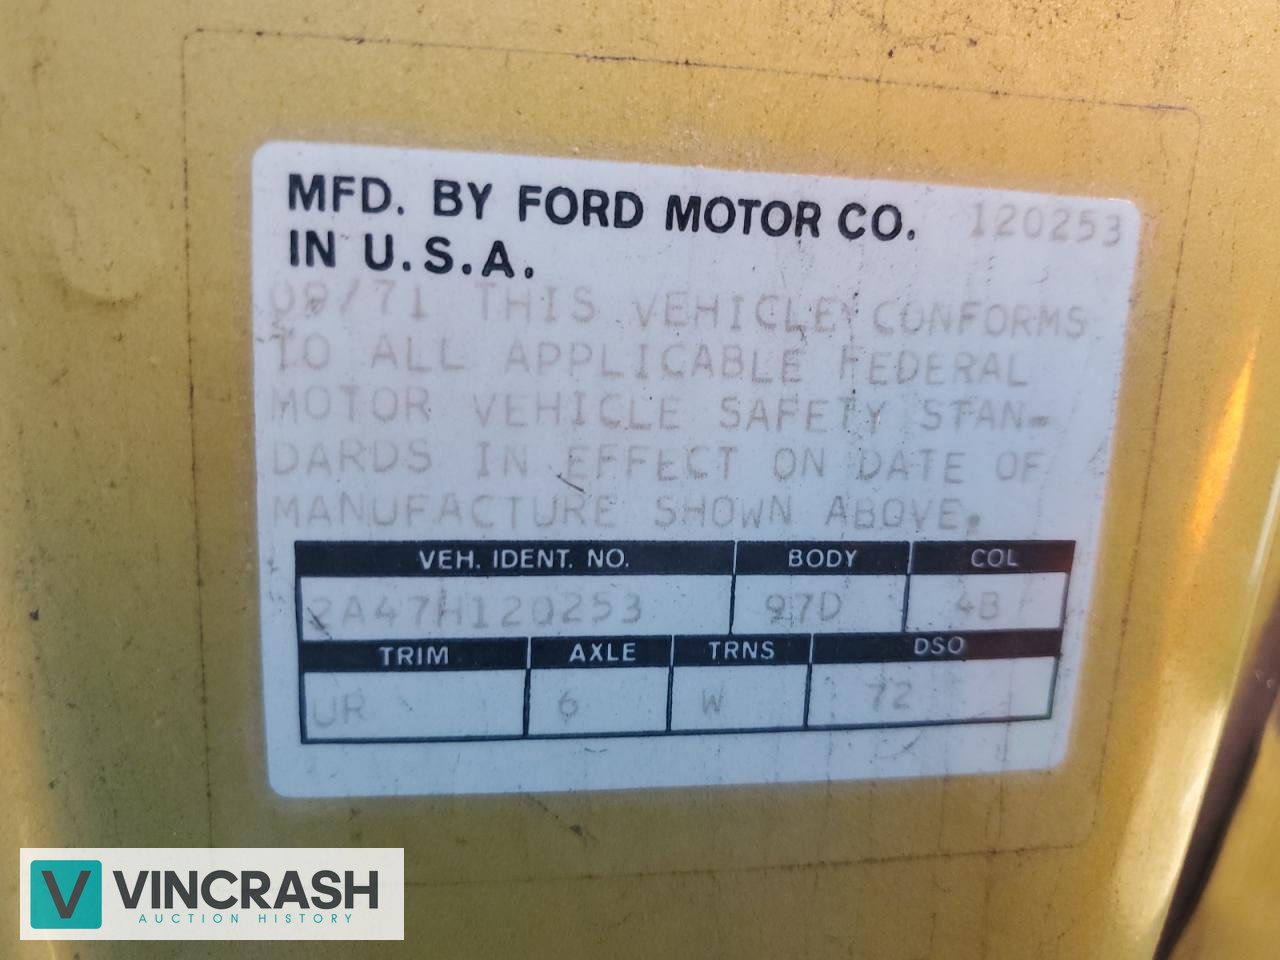 MFD. BY FORD MOTOR CO. 120253
IN U.S.A.
09/71 THIS VEHICLE CONFORMS
TO ALL APPLICABLE FEDERAL
MOTOR VEHICLE SAFETY STAN-
DARDS IN EFFECT ON DATE OF
MANUFACTURE SHOWN ABOVE.
VEH. IDENT. NO. BODY COL
2A47H120253 97D 4B
TRIM AXLE TRNS DSO
UR 6 W 72
V VINCRASH
AUCTION HISTORY